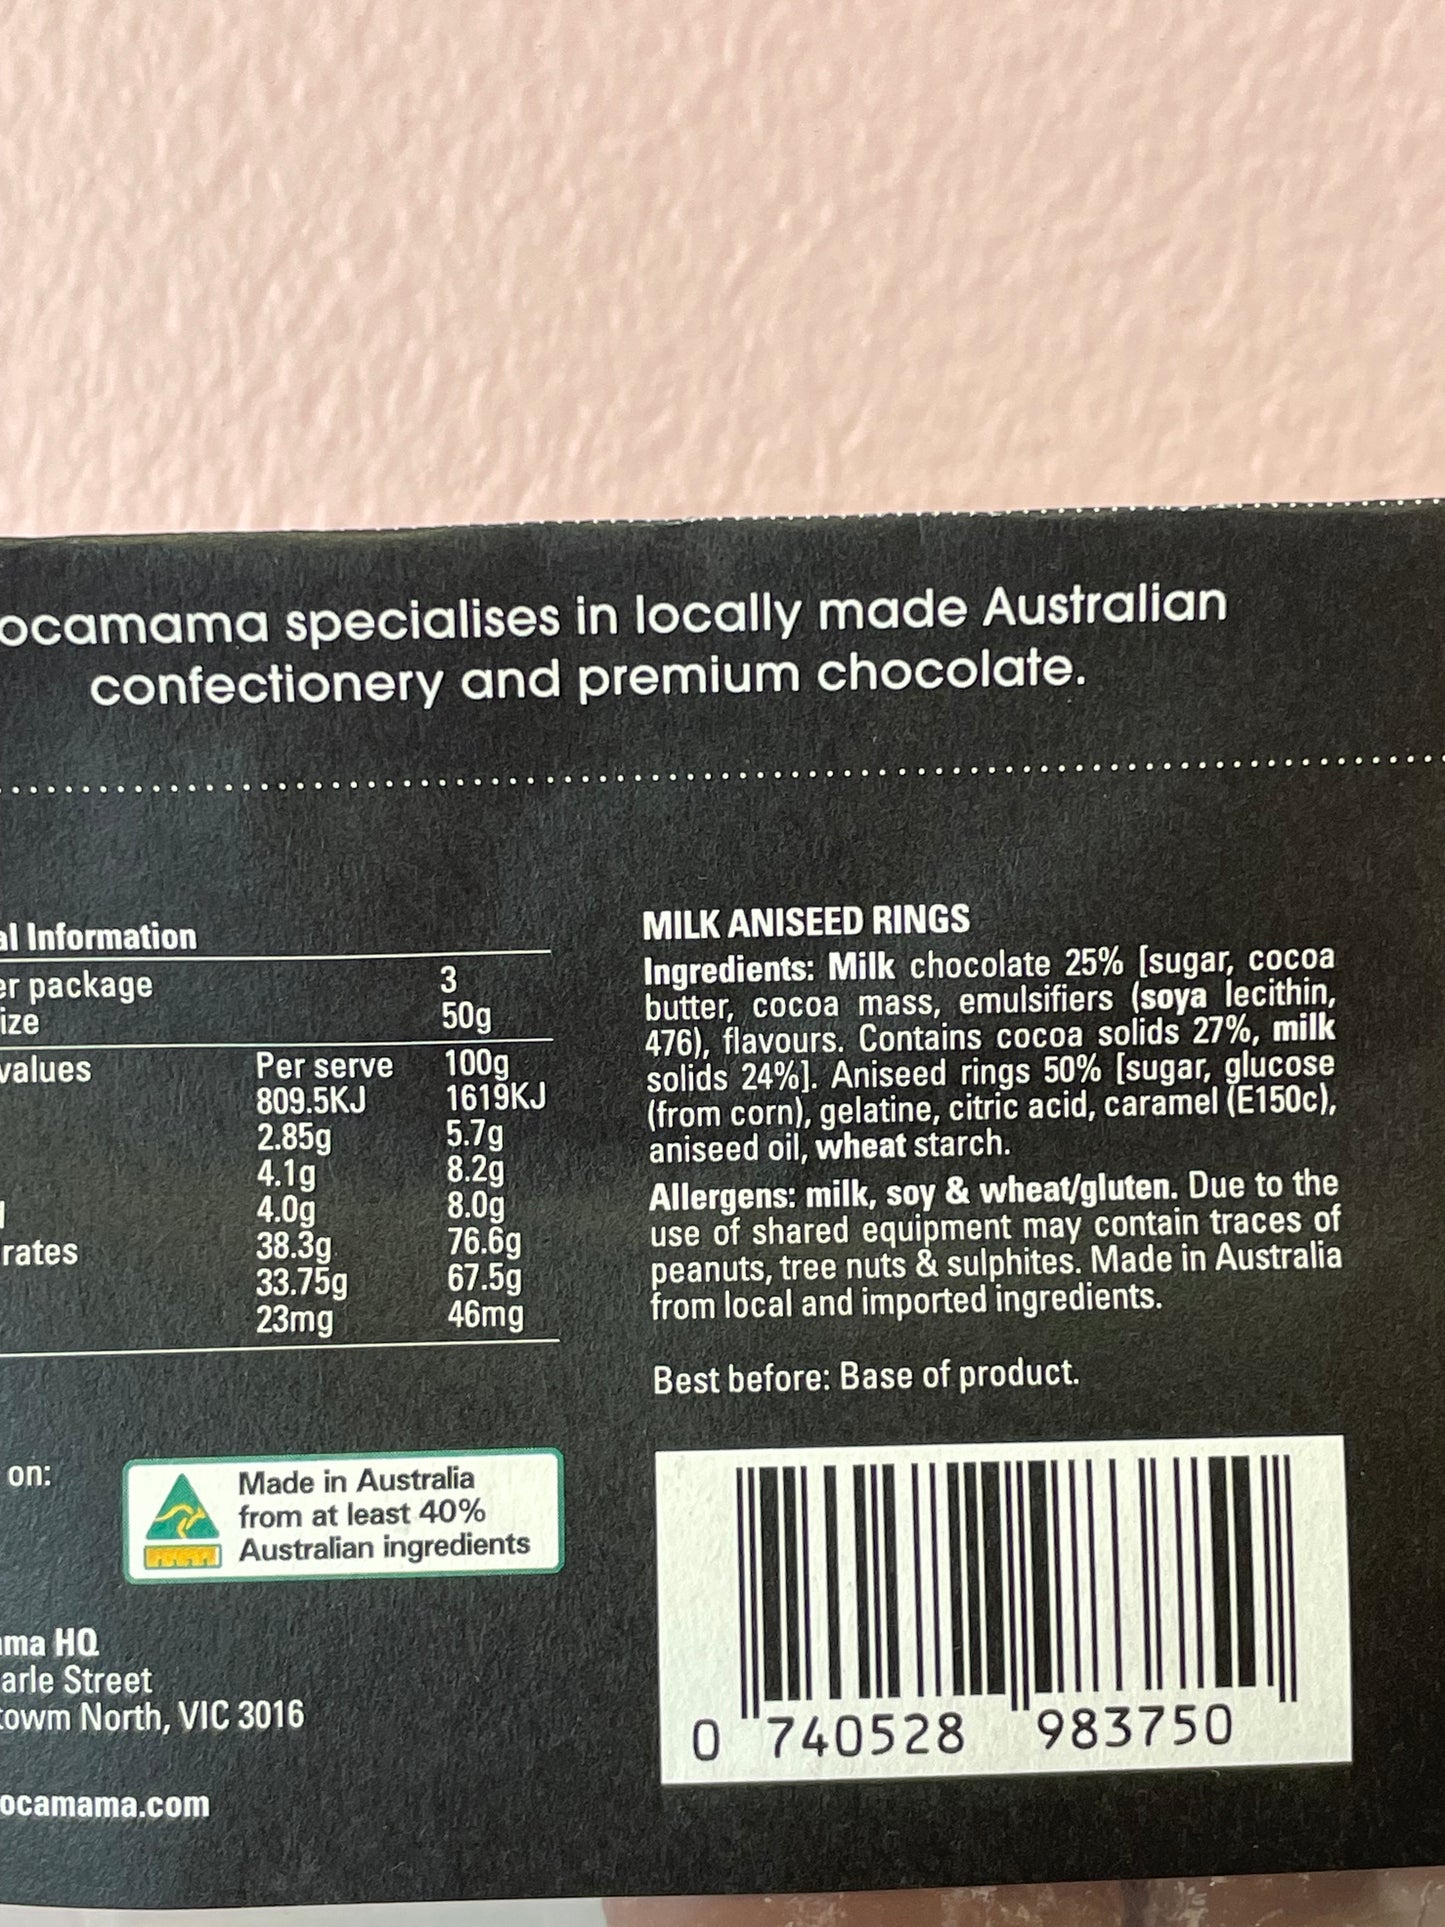 ocamama specialises in locally made Australian
confectionery and premium chocolate.
al Information
er package 3
ize 50g
values Per serve 100g
809.5KJ 1619KJ
2.85g 5.7g
4.1g 8.2g
4.0g 8.0g
rates 38.3g 76.6g
33.75g 67.5g
23mg 46mg
on:
Made in Australia
from at least 40%
Australian ingredients
ma HQ
arle Street
towm North, VIC 3016
ocamama.com
MILK ANISEED RINGS
Ingredients: Milk chocolate 25% [sugar, cocoa
butter, cocoa mass, emulsifiers (soya lecithin,
476), flavours. Contains cocoa solids 27%, milk
solids 24%]. Aniseed rings 50% [sugar, glucose
(from corn), gelatine, citric acid, caramel (E150c),
aniseed oil, wheat starch.
Allergens: milk, soy & wheat/gluten. Due to the
use of shared equipment may contain traces of
peanuts, tree nuts & sulphites. Made in Australia
from local and imported ingredients.
Best before: Base of product.
0 740528 983750